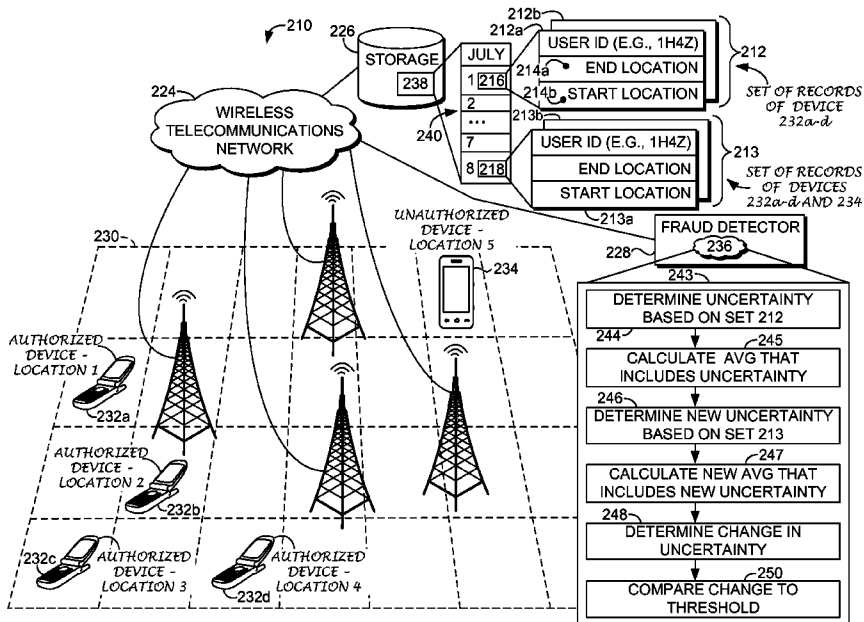 210
226
STORAGE
238
224
WIRELESS
TELECOMMUNICATIONS
NETWORK
JULY
1 216
2
...
7
8 218
240
212b
212a
USER ID (E.G., 1H4Z)
214a
END LOCATION
214b
START LOCATION
212
SET OF RECORDS
OF DEVICE
232a-d
213b
USER ID (E.G., 1H4Z)
END LOCATION
START LOCATION
213a
213
SET OF RECORDS
OF DEVICES
232a-d AND 234
230
UNAUTHORIZED
DEVICE -
LOCATION 5
234
FRAUD DETECTOR
236
228
AUTHORIZED
DEVICE -
LOCATION 1
232a
AUTHORIZED
DEVICE -
LOCATION 2
232b
232c
AUTHORIZED
DEVICE -
LOCATION 3
232d
AUTHORIZED
DEVICE -
LOCATION 4
243
DETERMINE UNCERTAINTY
BASED ON SET 212
244
245
CALCULATE AVG THAT
INCLUDES UNCERTAINTY
246
DETERMINE NEW UNCERTAINTY
BASED ON SET 213
247
CALCULATE NEW AVG THAT
INCLUDES NEW UNCERTAINTY
248
DETERMINE CHANGE IN
UNCERTAINTY
250
COMPARE CHANGE TO
THRESHOLD